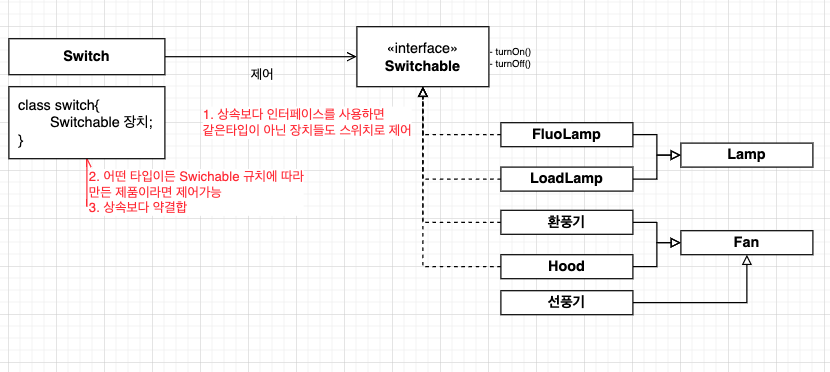 Switch
제어
«interface»
Switchable
- turnOn()
- turnOff()
class switch{
Switchable 장치;
}
1. 상속보다 인터페이스를 사용하면
같은타입이 아닌 장치들도 스위치로 제어
2. 어떤 타입이든 Swichable 규치에 따라
만든 제품이라면 제어가능
3. 상속보다 약결합
FluoLamp
LoadLamp
Lamp
환풍기
Hood
선풍기
Fan